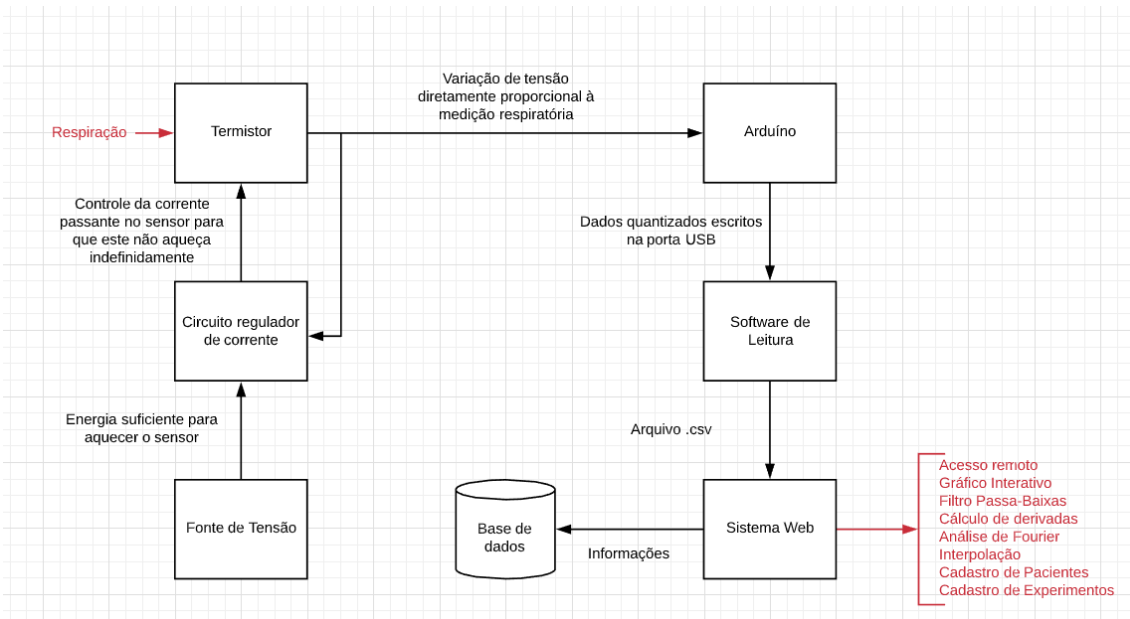 Variação de tensão
diretamente proporcional à
medição respiratória
Respiração
Termistor
Arduíno
Controle da corrente
passante no sensor para
que este não aqueça
indefinidamente
Dados quantizados escritos
na porta USB
Circuito regulador
de corrente
Software de
Leitura
Energia suficiente para
aquecer o sensor
Arquivo .csv
Fonte de Tensão
Base de
dados
Informações
Sistema Web
Acesso remoto
Gráfico Interativo
Filtro Passa-Baixas
Cálculo de derivadas
Análise de Fourier
Interpolação
Cadastro de Pacientes
Cadastro de Experimentos